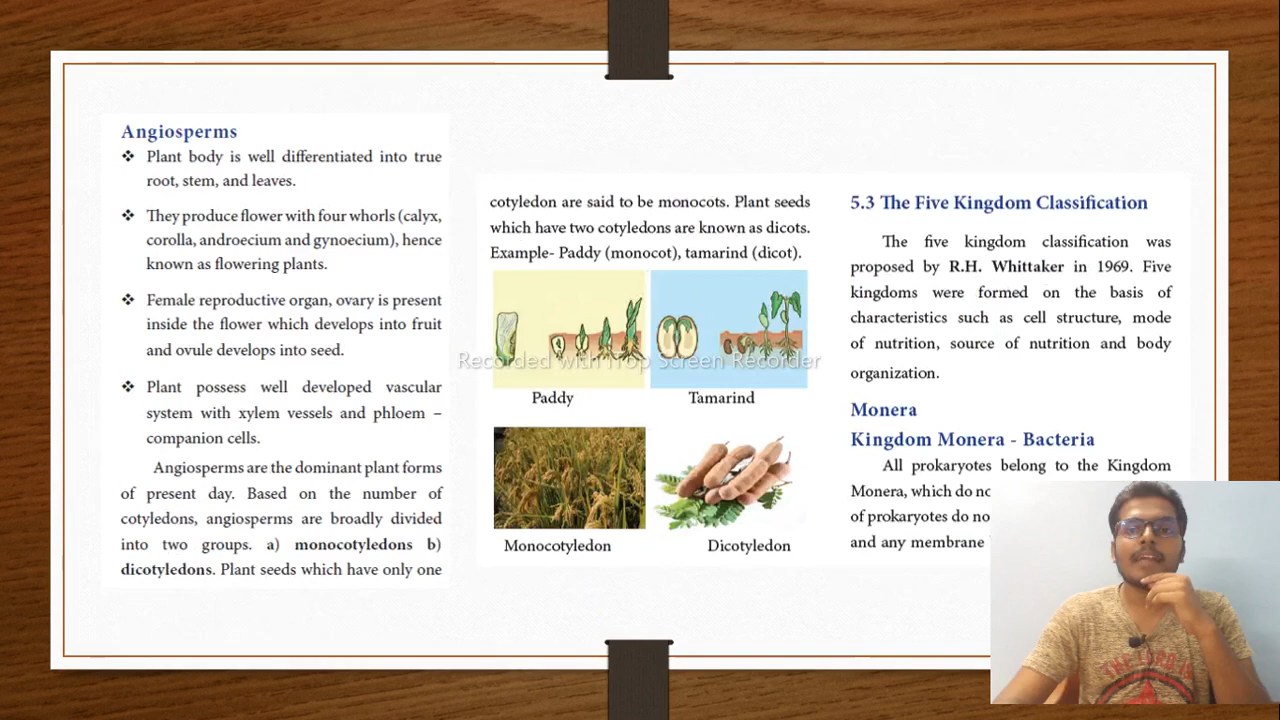 Angiosperms
❖ Plant body is well differentiated into true
root, stem, and leaves.
❖ They produce flower with four whorls (calyx,
corolla, androecium and gynoecium), hence
known as flowering plants.
❖ Female reproductive organ, ovary is present
inside the flower which develops into fruit
and ovule develops into seed.
❖ Plant possess well developed vascular
system with xylem vessels and phloem –
companion cells.
Angiosperms are the dominant plant forms
of present day. Based on the number of
cotyledons, angiosperms are broadly divided
into two groups. a) monocotyledons b)
dicotyledons. Plant seeds which have only one
cotyledon are said to be monocots. Plant seeds
which have two cotyledons are known as dicots.
Example- Paddy (monocot), tamarind (dicot).
Paddy
Tamarind
Monocotyledon
Dicotyledon
5.3 The Five Kingdom Classification
The five kingdom classification was
proposed by R.H. Whittaker in 1969. Five
kingdoms were formed on the basis of
characteristics such as cell structure, mode
of nutrition, source of nutrition and body
organization.
Monera
Kingdom Monera - Bacteria
All prokaryotes belong to the Kingdom
Monera, which do
of prokaryotes do
and any membrane
Recorded with iTop Screen Recorder
THE LORD IS